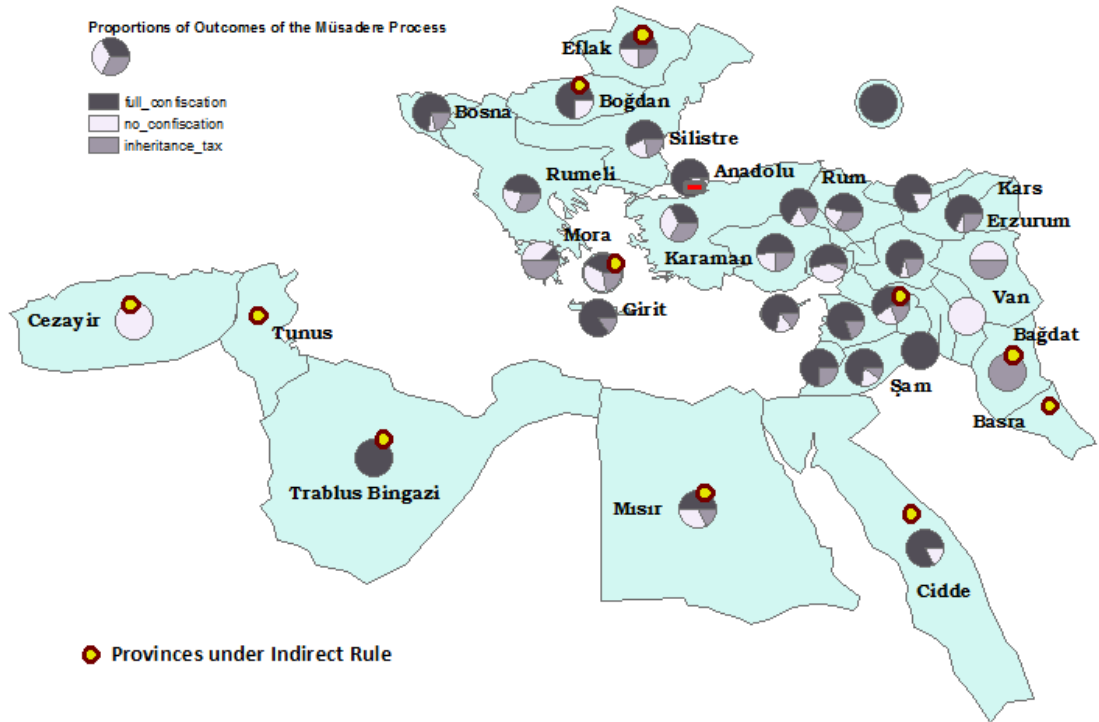 Proportions of Outcomes of the Müsadere Process
full_confiscation
no_confiscation
inheritance_tax
Eflak
Boğdan
Bosna
Silistre
Rumeli
Anadolu
Rum
Kars
Erzurum
Mora
Karaman
Van
Girit
Cezayir
Tunus
Bağdat
Şam
Basra
Trablus Bingazi
Mısır
Cidde
Provinces under Indirect Rule